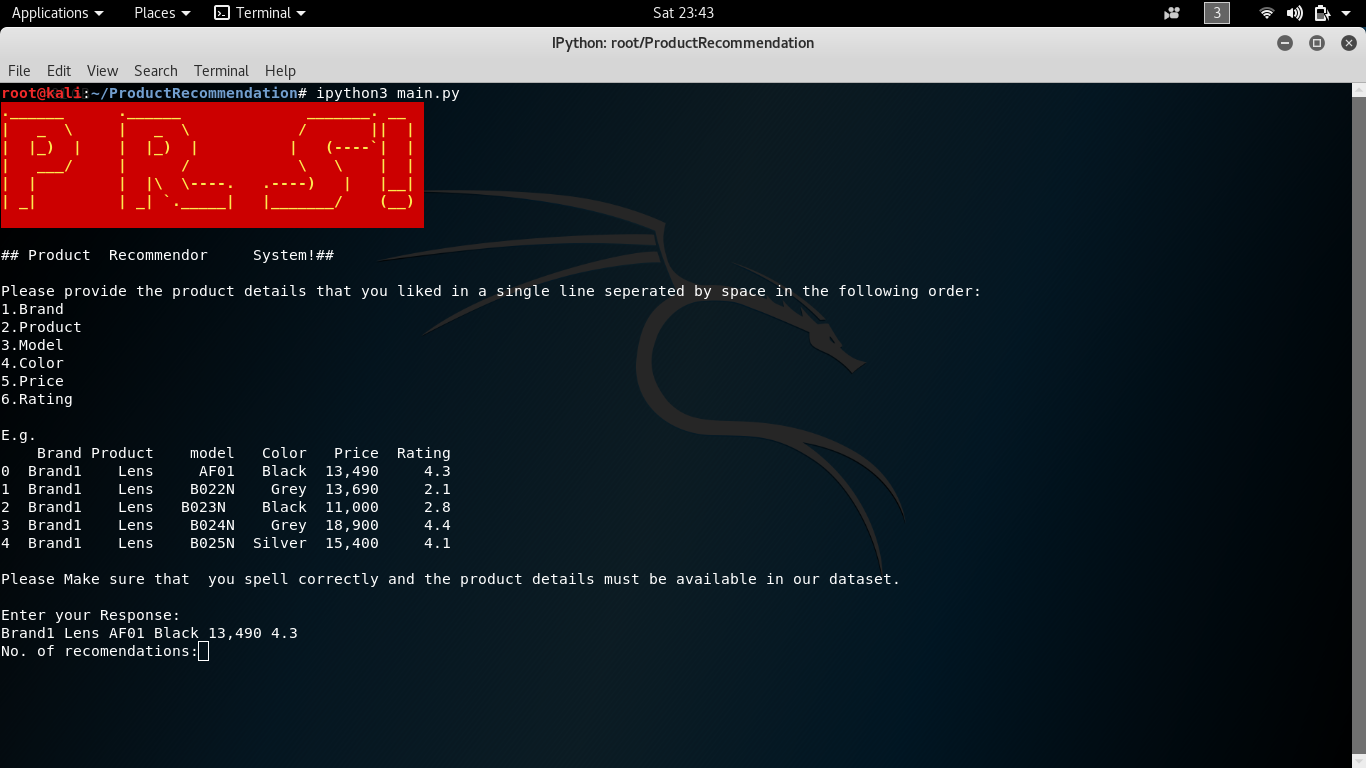 Applications Places Terminal Sat 23:43 3
IPython: root/ProductRecommendation
File Edit View Search Terminal Help
root@kali:~/ProductRecommendation# ipython3 main.py
PR S!
## Product  Recommendor     System!##
Please provide the product details that you liked in a single line seperated by space in the following order:
1.Brand
2.Product
3.Model
4.Color
5.Price
6.Rating
E.g.
    Brand Product    model   Color   Price  Rating
0  Brand1    Lens     AF01   Black  13,490     4.3
1  Brand1    Lens    B022N    Grey  13,690     2.1
2  Brand1    Lens   B023N    Black  11,000     2.8
3  Brand1    Lens    B024N    Grey  18,900     4.4
4  Brand1    Lens    B025N  Silver  15,400     4.1
Please Make sure that  you spell correctly and the product details must be available in our dataset.
Enter your Response:
Brand1 Lens AF01 Black 13,490 4.3
No. of recomendations: